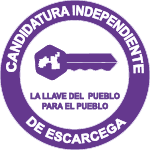 CANDIDATURA INDEPENDIENTE
LA LLAVE DEL PUEBLO
PARA EL PUEBLO
DE ESCARCEGA